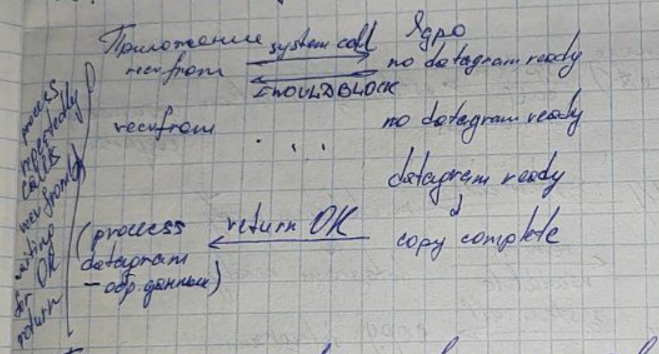 Приложение system call Ядро
recvfrom no datagram ready
EWOULDBLOCK
recvfrom . . . no datagram ready
datagram ready
(process return OK copy complete
datagram
- обр. данных)
process
repeatedly
calls
recvfrom()
waiting
for OK
return